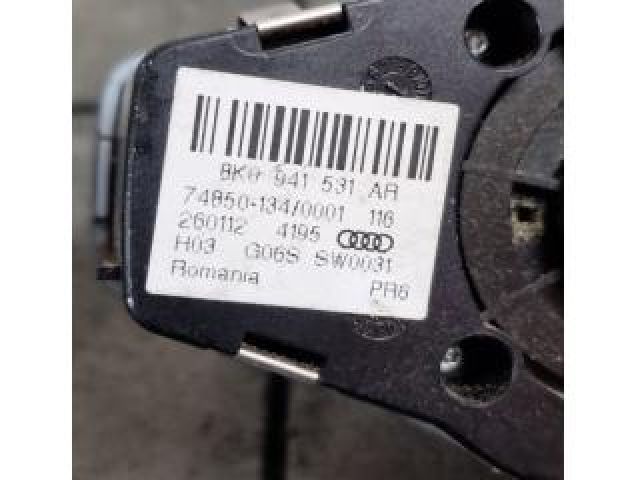 8K0 941 531 AR
74850-134/0001 116
260112 4195
H03 G06S SW0031
Romania PR6